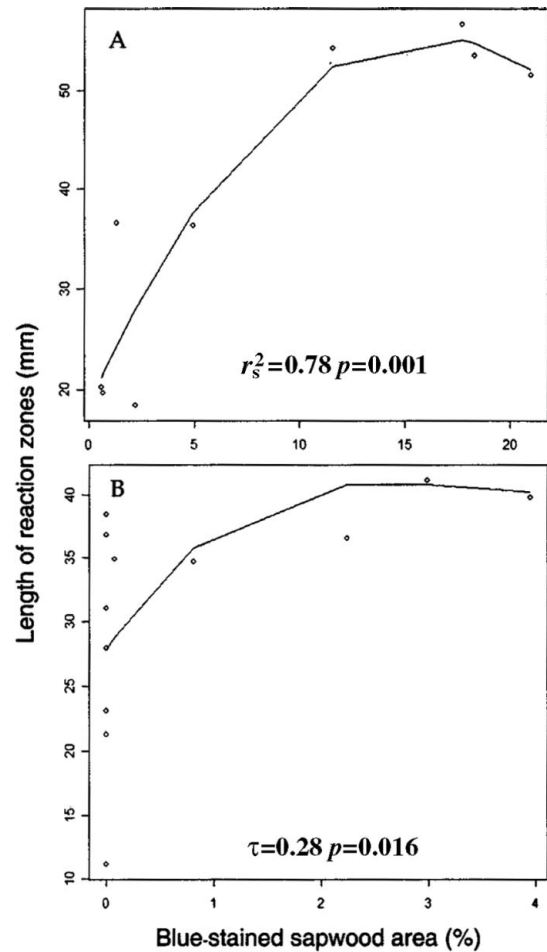 A
50
40
30
20
r_s^2=0.78 p=0.001
0 5 10 15 20
Length of reaction zones (mm)
B
40
35
30
25
20
15
10
τ=0.28 p=0.016
0 1 2 3 4
Blue-stained sapwood area (%)